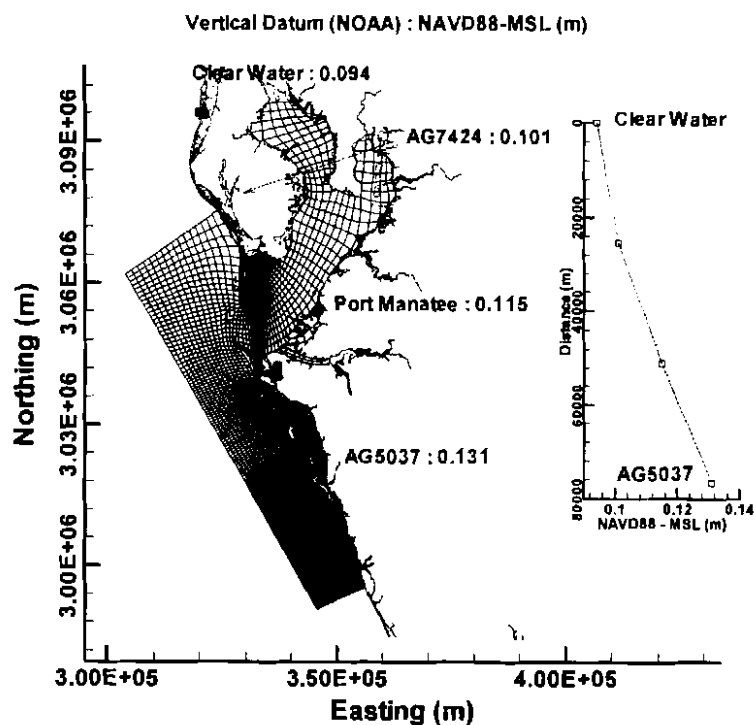 Vertical Datum (NOAA) : NAVD88-MSL (m)
Clear Water : 0.094
AG7424 : 0.101
Port Manatee : 0.115
AG5037 : 0.131
Northing (m)
3.09E+06
3.06E+06
3.03E+06
3.00E+06
3.00E+05
3.50E+05
4.00E+05
Easting (m)
Clear Water
AG5037
Distance (m)
0
20000
40000
60000
80000
0.1
0.12
0.14
NAVD88 - MSL (m)